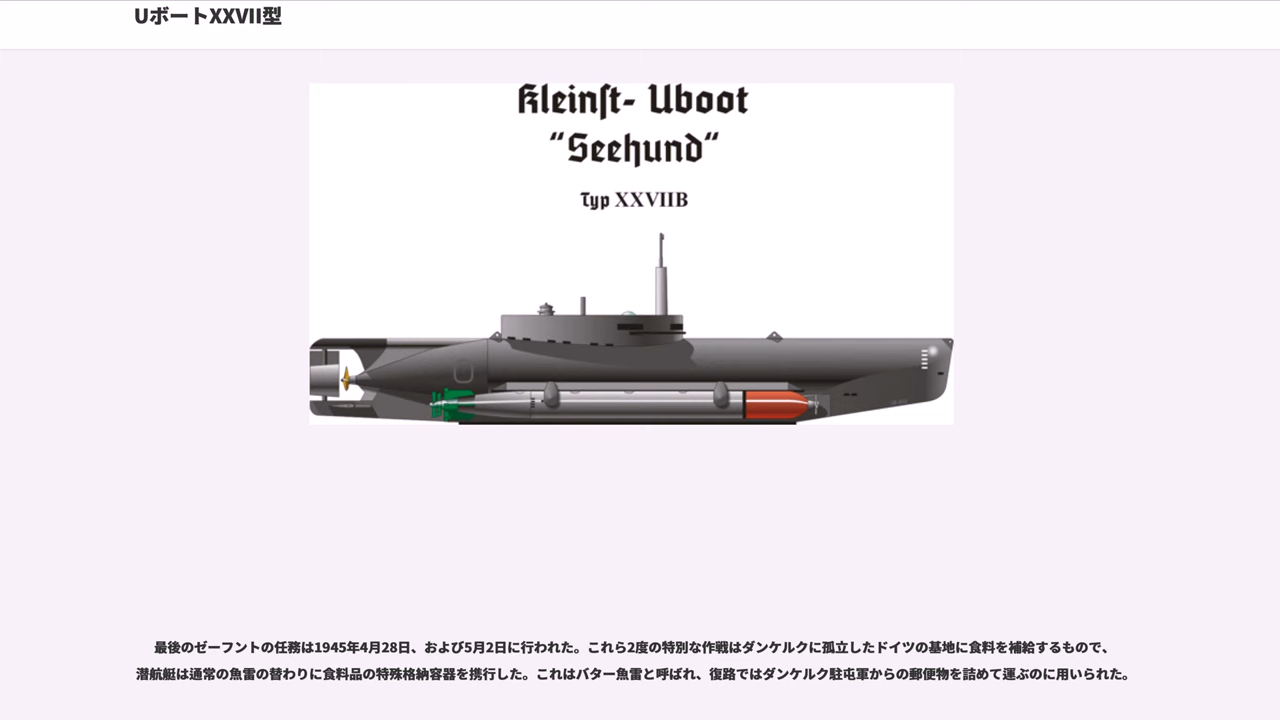 UボートXXVII型
Kleinſt- Uboot
“Seehund“
Typ XXVIIB
最後のゼーフントの任務は1945年4月28日、および5月2日に行われた。これら2度の特別な作戦はダンケルクに孤立したドイツの基地に食料を補給するもので、
潜航艇は通常の魚雷の替わりに食料品の特殊格納容器を携行した。これはバター魚雷と呼ばれ、復路ではダンケルク駐屯軍からの郵便物を詰めて運ぶのに用いられた。